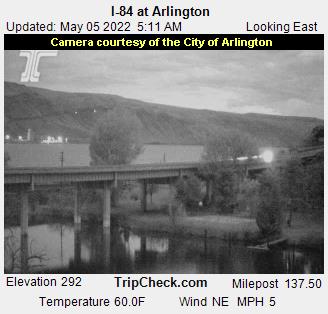 I-84 at Arlington
Updated: May 05 2022 5:11 AM Looking East
Camera courtesy of the City of Arlington
Elevation 292 TripCheck.com Milepost 137.50
Temperature 60.0F Wind NE MPH 5